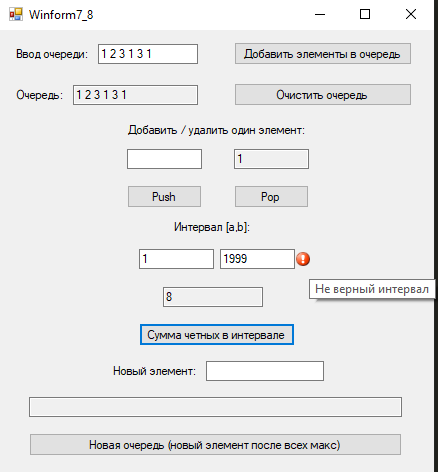 Winform7_8
Ввод очереди: 1 2 3 1 3 1 Добавить элементы в очередь
Очередь: 1 2 3 1 3 1 Очистить очередь
Добавить / удалить один элемент:
1
Push Pop
Интервал [a,b]:
1 1999
Не верный интервал
8
Сумма четных в интервале
Новый элемент:
Новая очередь (новый элемент после всех макс)